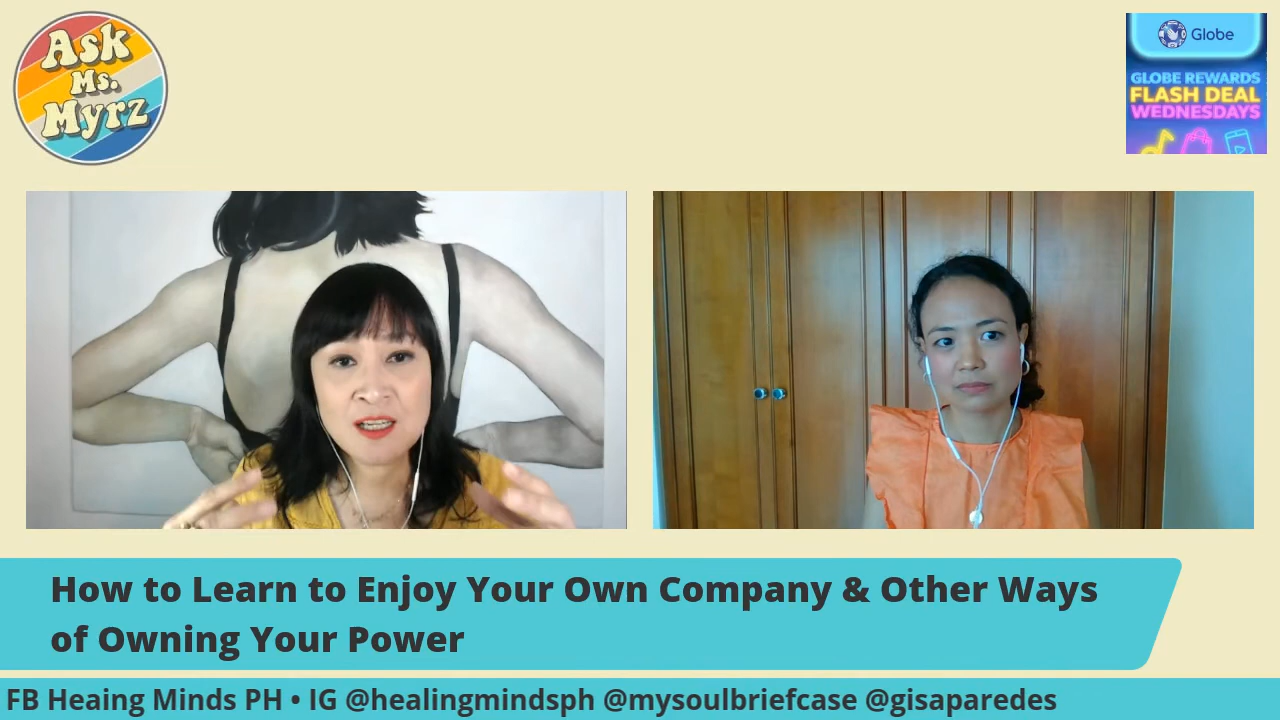 Ask
Ms.
Myrz
Globe
GLOBE REWARDS
FLASH DEAL
WEDNESDAYS
How to Learn to Enjoy Your Own Company & Other Ways
of Owning Your Power
FB Heaing Minds PH • IG @healingmindsph @mysoulbriefcase @gisaparedes